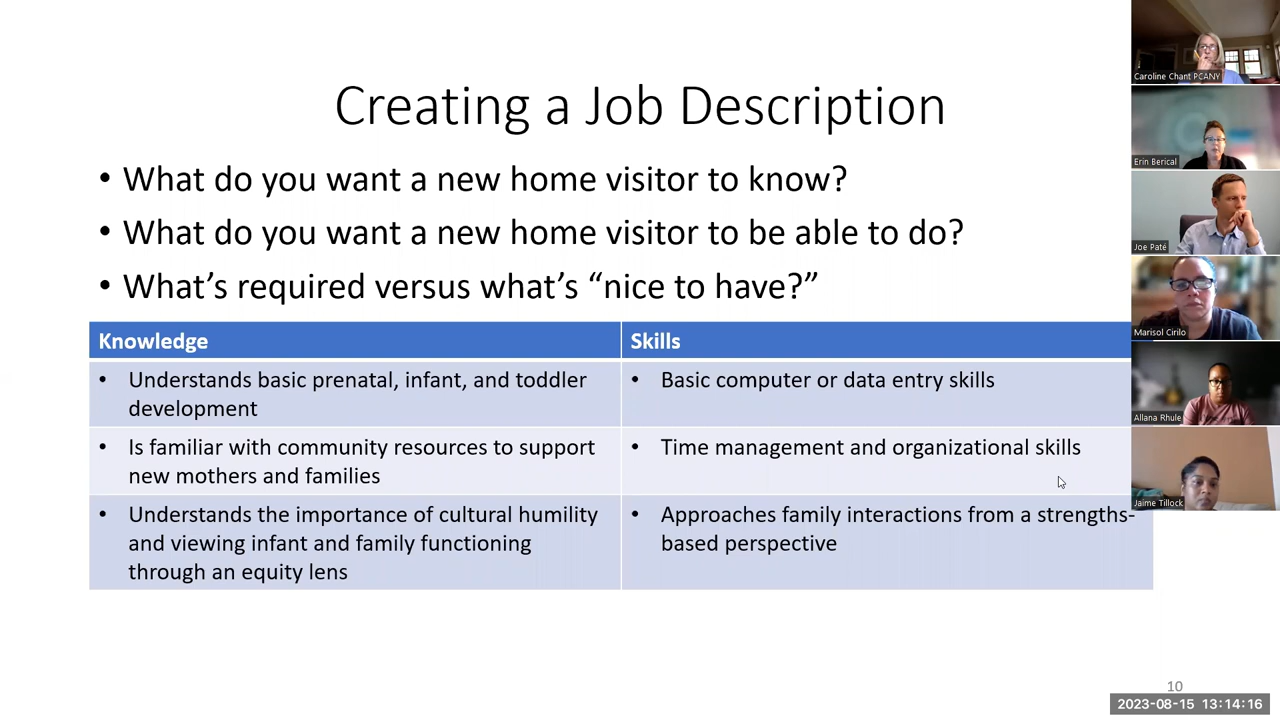 Creating a Job Description
• What do you want a new home visitor to know?
• What do you want a new home visitor to be able to do?
• What’s required versus what’s “nice to have?”
Knowledge
Skills
• Understands basic prenatal, infant, and toddler
development
• Basic computer or data entry skills
• Is familiar with community resources to support
new mothers and families
• Time management and organizational skills
• Understands the importance of cultural humility
and viewing infant and family functioning
through an equity lens
• Approaches family interactions from a strengths-
based perspective
Caroline Chant PCANY
Erin Berical
Joe Paté
Marisol Cirilo
Allana Rhule
Jaime Tillock
10
2023-08-15 13:14:16